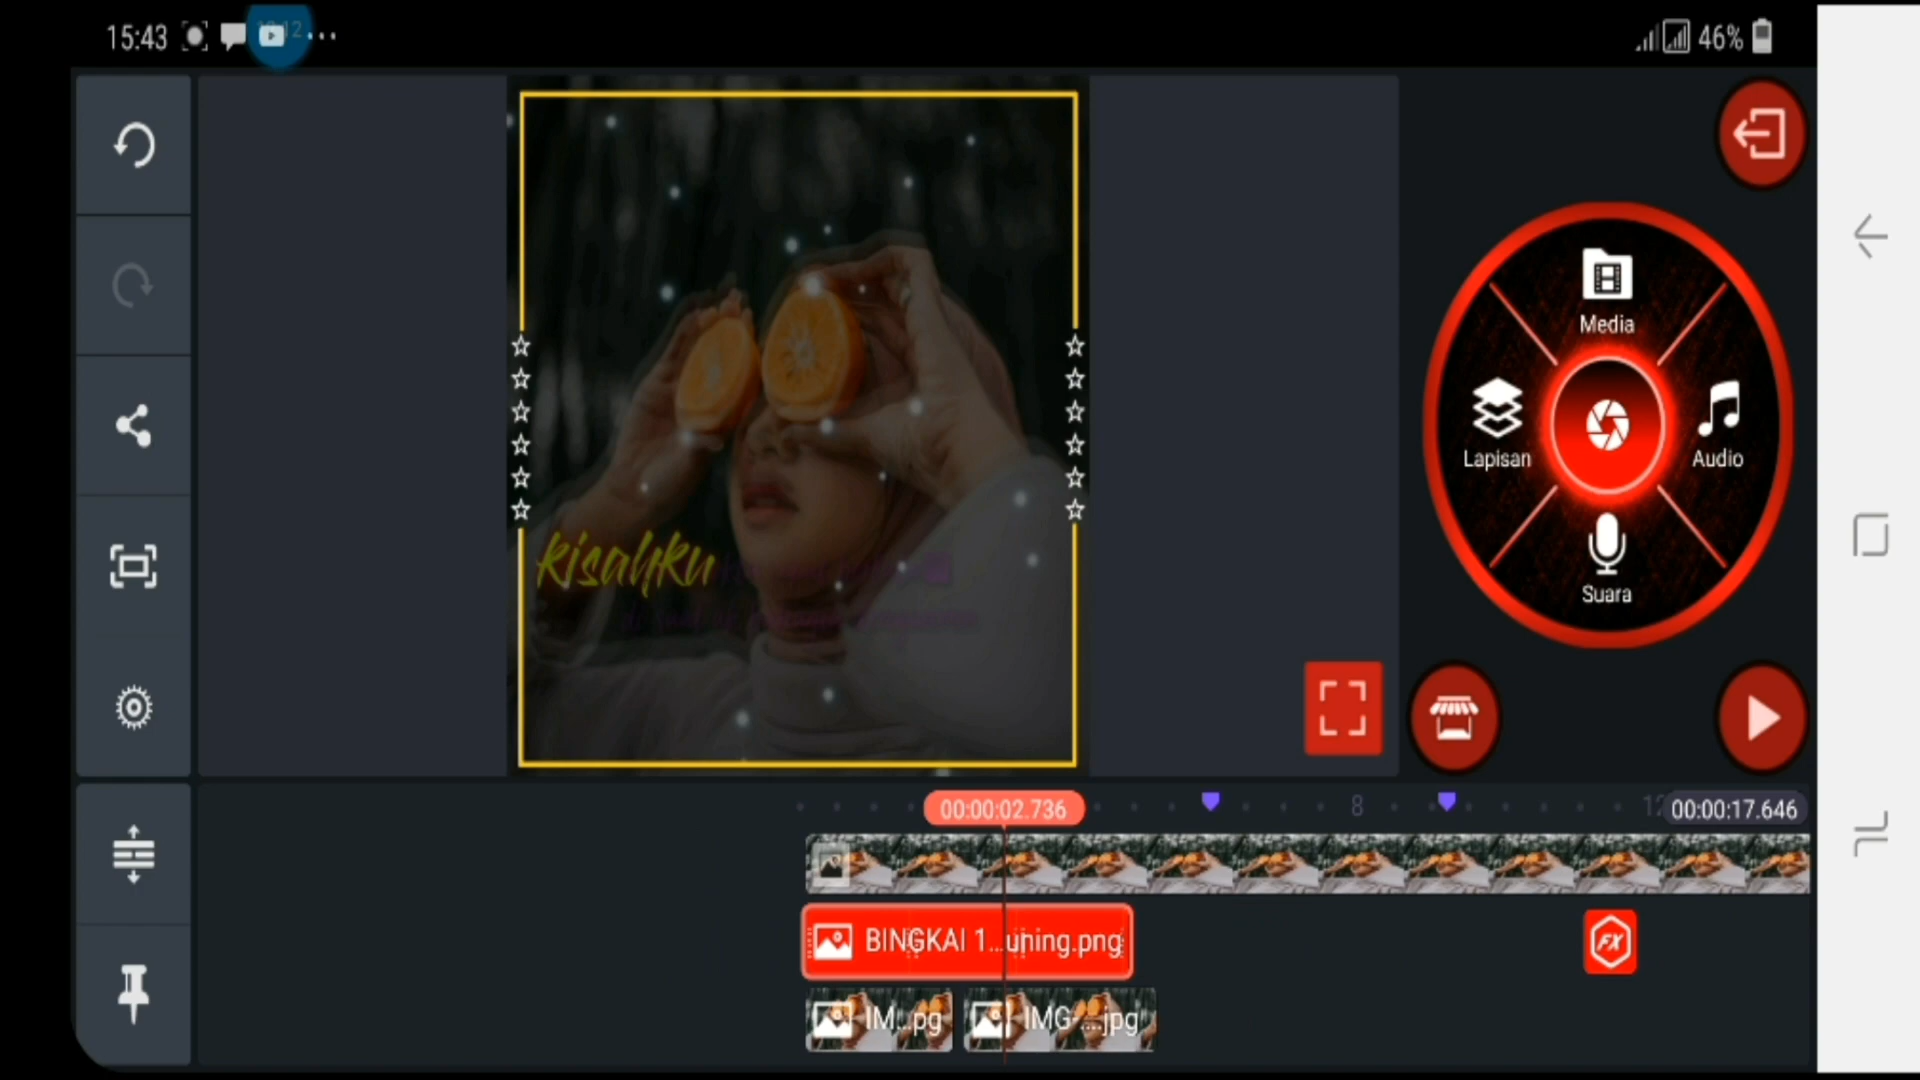 15:43
46%
Media
Lapisan
Audio
Suara
kisahku
00:00:02.736
8
00:00:17.646
BINGKAI 1...uning.png
IM...pg
IMG-....jpg
FX